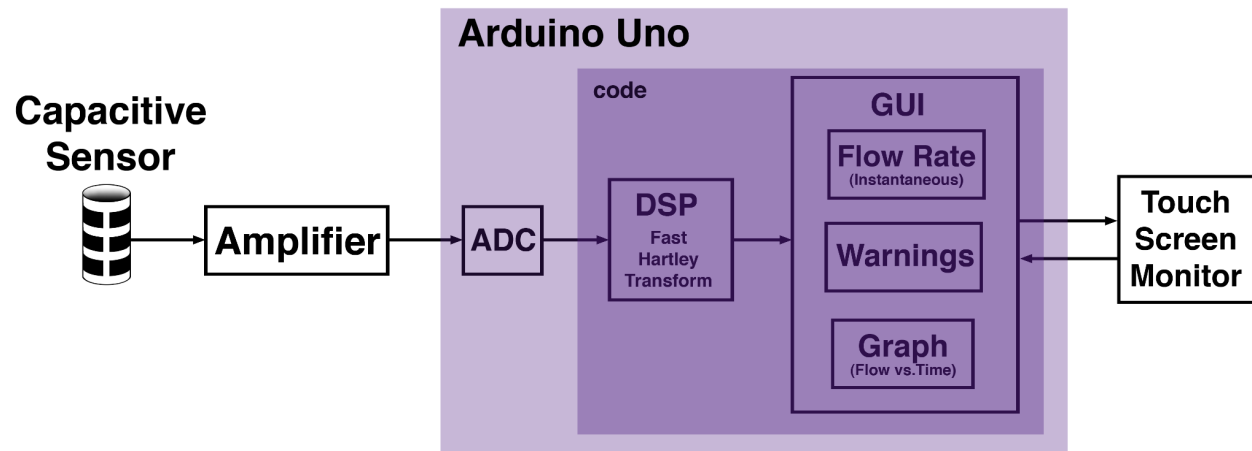 Arduino Uno
code
Capacitive
Sensor
Amplifier
ADC
DSP
Fast
Hartley
Transform
GUI
Flow Rate
(Instantaneous)
Warnings
Graph
(Flow vs.Time)
Touch
Screen
Monitor